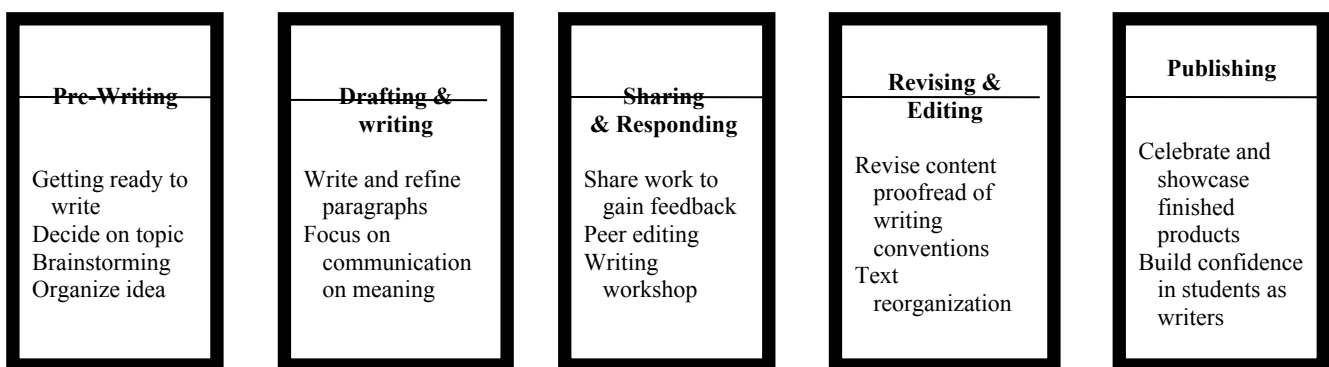 Pre-Writing
Getting ready to
write
Decide on topic
Brainstorming
Organize idea
Drafting &
writing
Write and refine
paragraphs
Focus on
communication
on meaning
Sharing
& Responding
Share work to
gain feedback
Peer editing
Writing
workshop
Revising &
Editing
Revise content
proofread of
writing
conventions
Text
reorganization
Publishing
Celebrate and
showcase
finished
products
Build confidence
in students as
writers